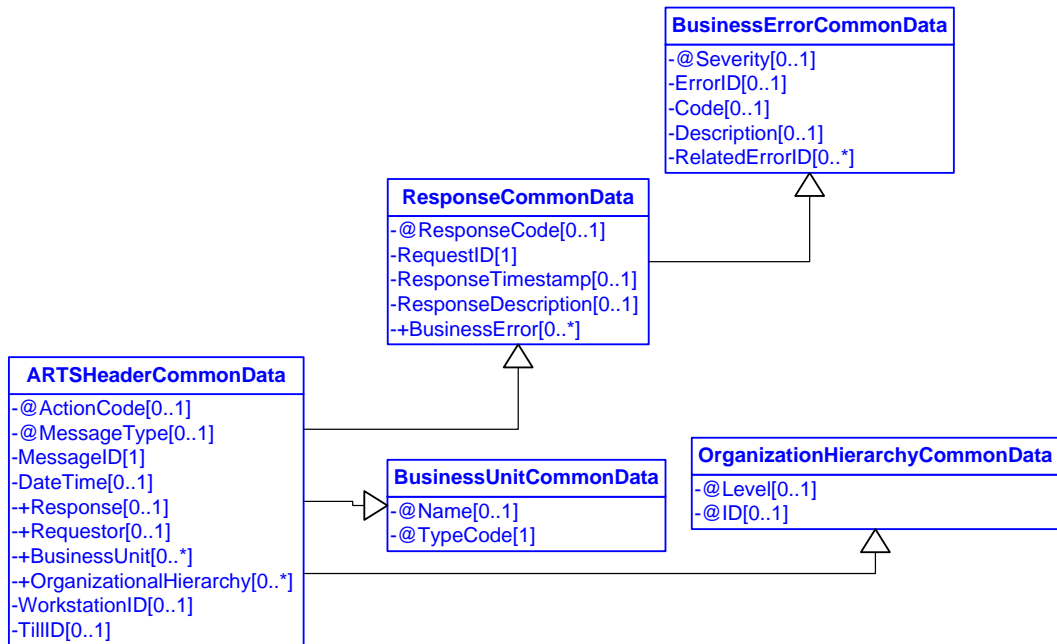 BusinessErrorCommonData
-@Severity[0..1]
-ErrorID[0..1]
-Code[0..1]
-Description[0..1]
-RelatedErrorID[0..*]
ResponseCommonData
-@ResponseCode[0..1]
-RequestID[1]
-ResponseTimestamp[0..1]
-ResponseDescription[0..1]
-+BusinessError[0..*]
ARTSHeaderCommonData
-@ActionCode[0..1]
-@MessageType[0..1]
-MessageID[1]
-DateTime[0..1]
-+Response[0..1]
-+Requestor[0..1]
-+BusinessUnit[0..*]
-+OrganizationalHierarchy[0..*]
-WorkstationID[0..1]
-TillID[0..1]
BusinessUnitCommonData
-@Name[0..1]
-@TypeCode[1]
OrganizationHierarchyCommonData
-@Level[0..1]
-@ID[0..1]